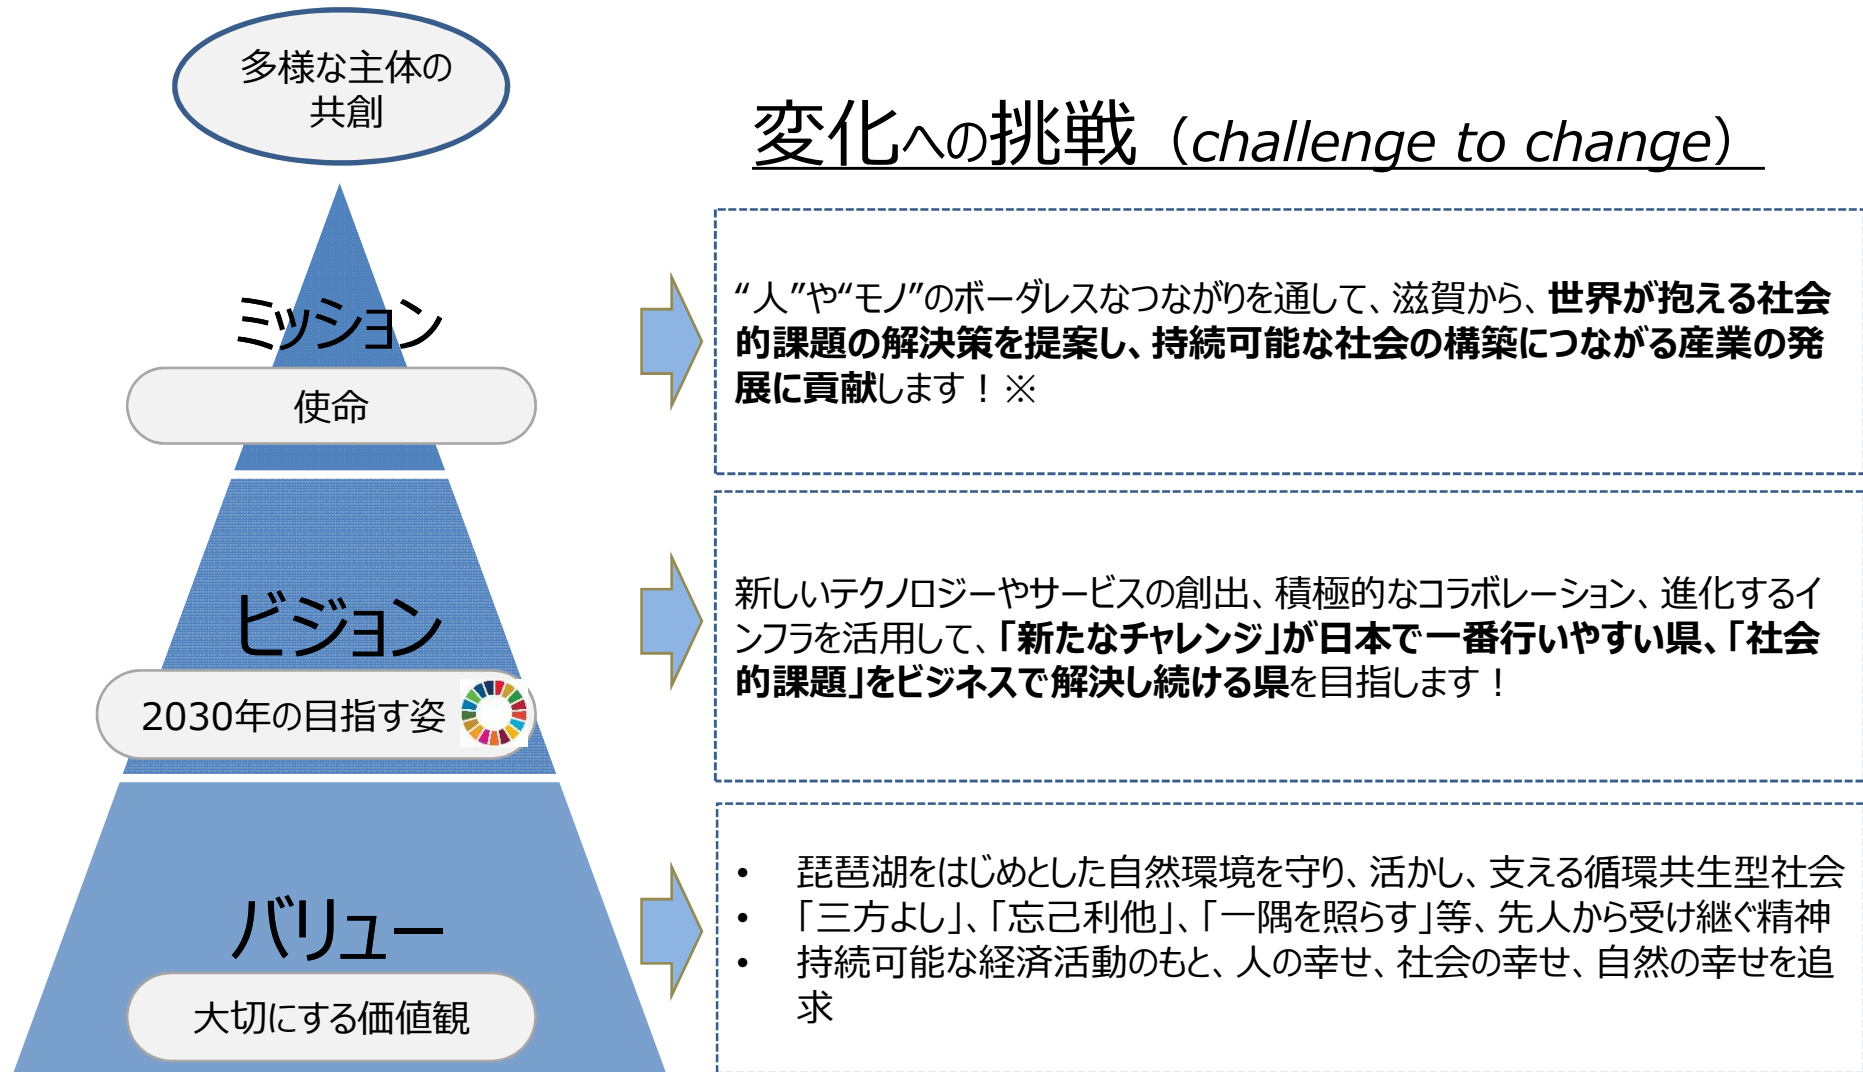 多様な主体の
共創
変化への挑戦（challenge to change）
ミッション
使命
“人”や“モノ”のボーダレスなつながりを通して、滋賀から、世界が抱える社会
的課題の解決策を提案し、持続可能な社会の構築につながる産業の発
展に貢献します！※
ビジョン
2030年の目指す姿
新しいテクノロジーやサービスの創出、積極的なコラボレーション、進化するイ
ンフラを活用して、「新たなチャレンジ」が日本で一番行いやすい県、「社会
的課題」をビジネスで解決し続ける県を目指します！
バリュー
大切にする価値観
• 琵琶湖をはじめとした自然環境を守り、活かし、支える循環共生型社会
• 「三方よし」、「忘己利他」、「一隅を照らす」等、先人から受け継ぐ精神
• 持続可能な経済活動のもと、人の幸せ、社会の幸せ、自然の幸せを追
求